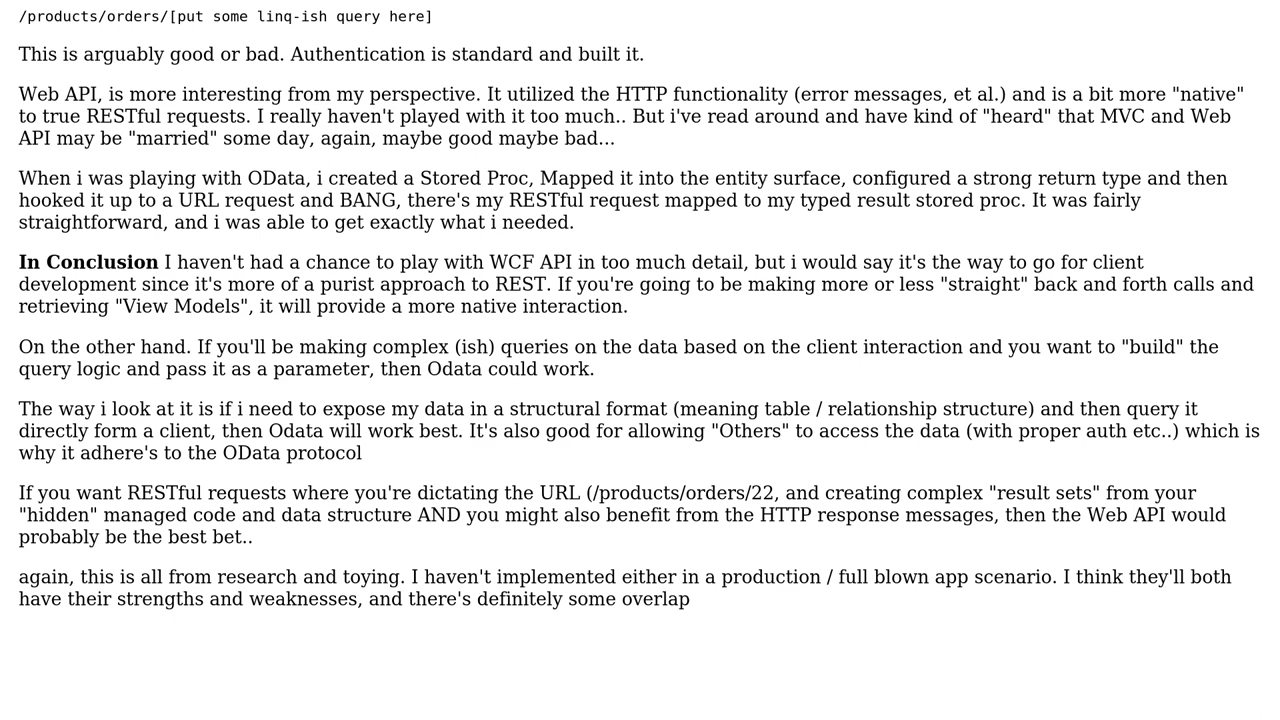 /products/orders/[put some linq-ish query here]
This is arguably good or bad. Authentication is standard and built it.
Web API, is more interesting from my perspective. It utilized the HTTP functionality (error messages, et al.) and is a bit more "native"
to true RESTful requests. I really haven't played with it too much.. But i've read around and have kind of "heard" that MVC and Web
API may be "married" some day, again, maybe good maybe bad...
When i was playing with OData, i created a Stored Proc, Mapped it into the entity surface, configured a strong return type and then
hooked it up to a URL request and BANG, there's my RESTful request mapped to my typed result stored proc. It was fairly
straightforward, and i was able to get exactly what i needed.
In Conclusion I haven't had a chance to play with WCF API in too much detail, but i would say it's the way to go for client
development since it's more of a purist approach to REST. If you're going to be making more or less "straight" back and forth calls and
retrieving "View Models", it will provide a more native interaction.
On the other hand. If you'll be making complex (ish) queries on the data based on the client interaction and you want to "build" the
query logic and pass it as a parameter, then Odata could work.
The way i look at it is if i need to expose my data in a structural format (meaning table / relationship structure) and then query it
directly form a client, then Odata will work best. It's also good for allowing "Others" to access the data (with proper auth etc..) which is
why it adhere's to the OData protocol
If you want RESTful requests where you're dictating the URL (/products/orders/22, and creating complex "result sets" from your
"hidden" managed code and data structure AND you might also benefit from the HTTP response messages, then the Web API would
probably be the best bet..
again, this is all from research and toying. I haven't implemented either in a production / full blown app scenario. I think they'll both
have their strengths and weaknesses, and there's definitely some overlap